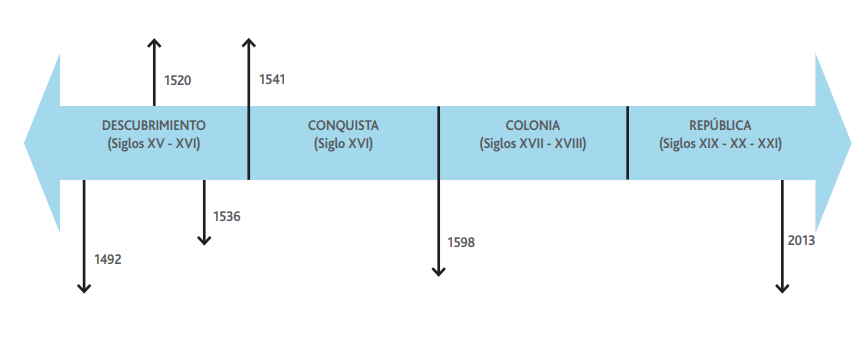 1520
1541
DESCUBRIMIENTO
(Siglos XV - XVI)
CONQUISTA
(Siglo XVI)
COLONIA
(Siglos XVII - XVIII)
REPÚBLICA
(Siglos XIX - XX - XXI)
1492
1536
1598
2013